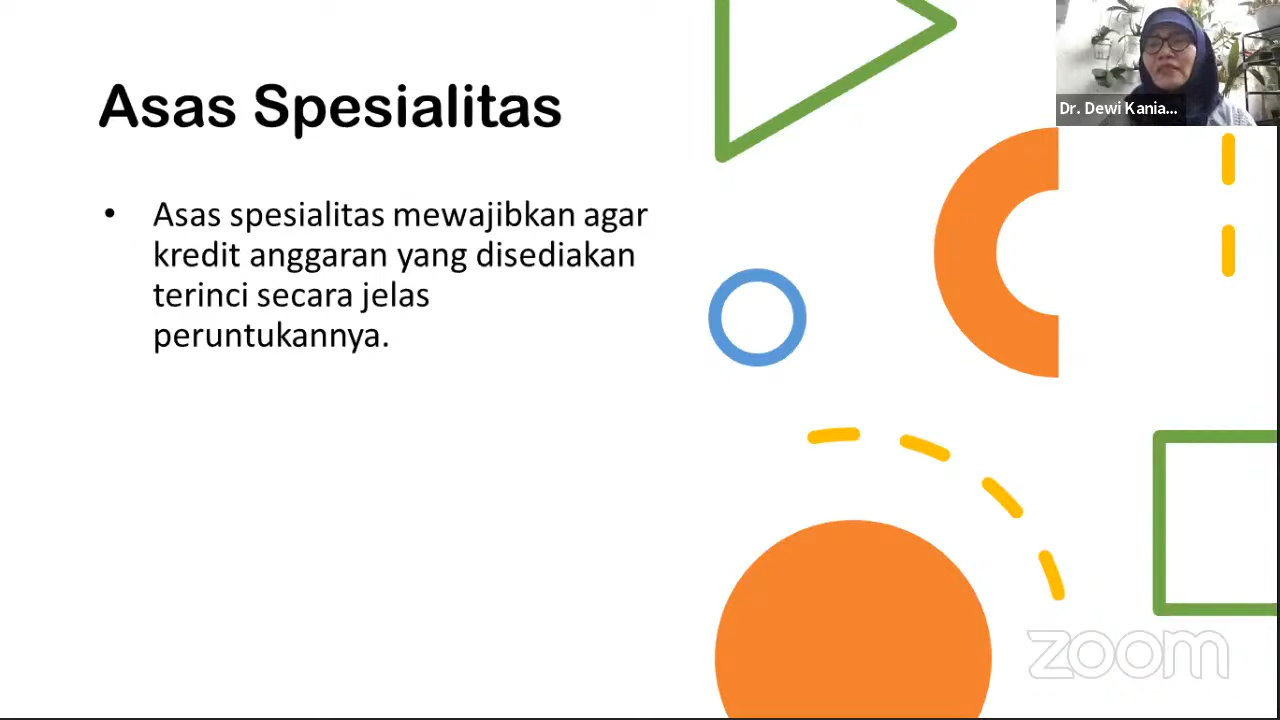 Asas Spesialitas
Dr. Dewi Kania...
• Asas spesialitas mewajibkan agar
kredit anggaran yang disediakan
terinci secara jelas
peruntukannya.
zoom